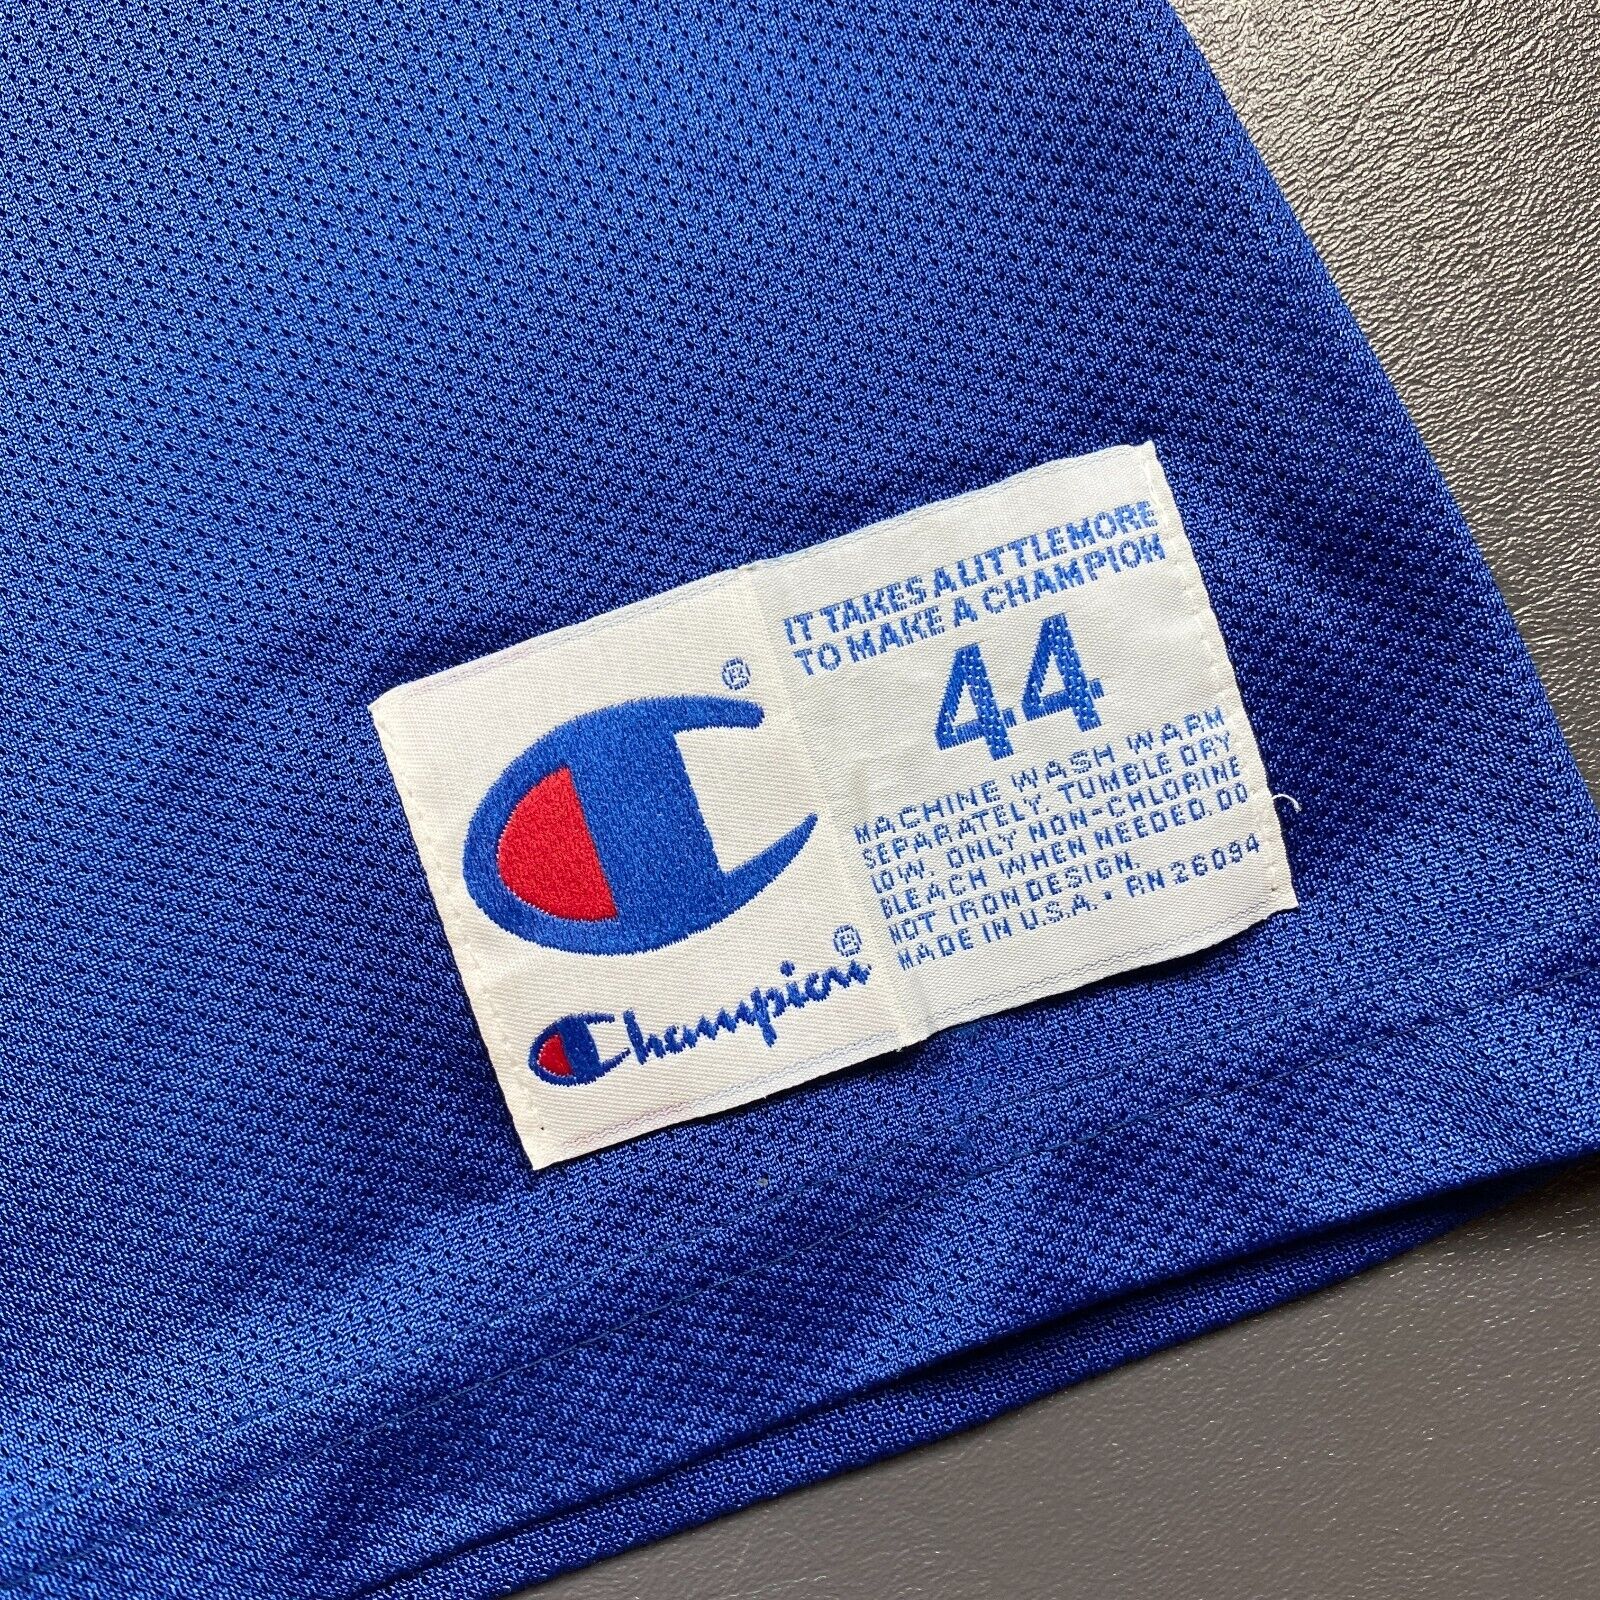 ®
Champion®
IT TAKES A LITTLE MORE
TO MAKE A CHAMPION
44
MACHINE WASH WARM
SEPARATELY. TUMBLE DRY
LOW. ONLY NON-CHLORINE
BLEACH WHEN NEEDED. DO
NOT IRON DESIGN.
MADE IN U.S.A. • RN 26094